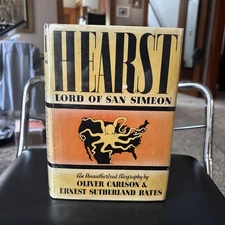 HEARST
LORD OF SAN SIMEON
An Unauthorized Biography by
OLIVER CARLSON &
ERNEST SUTHERLAND BATES